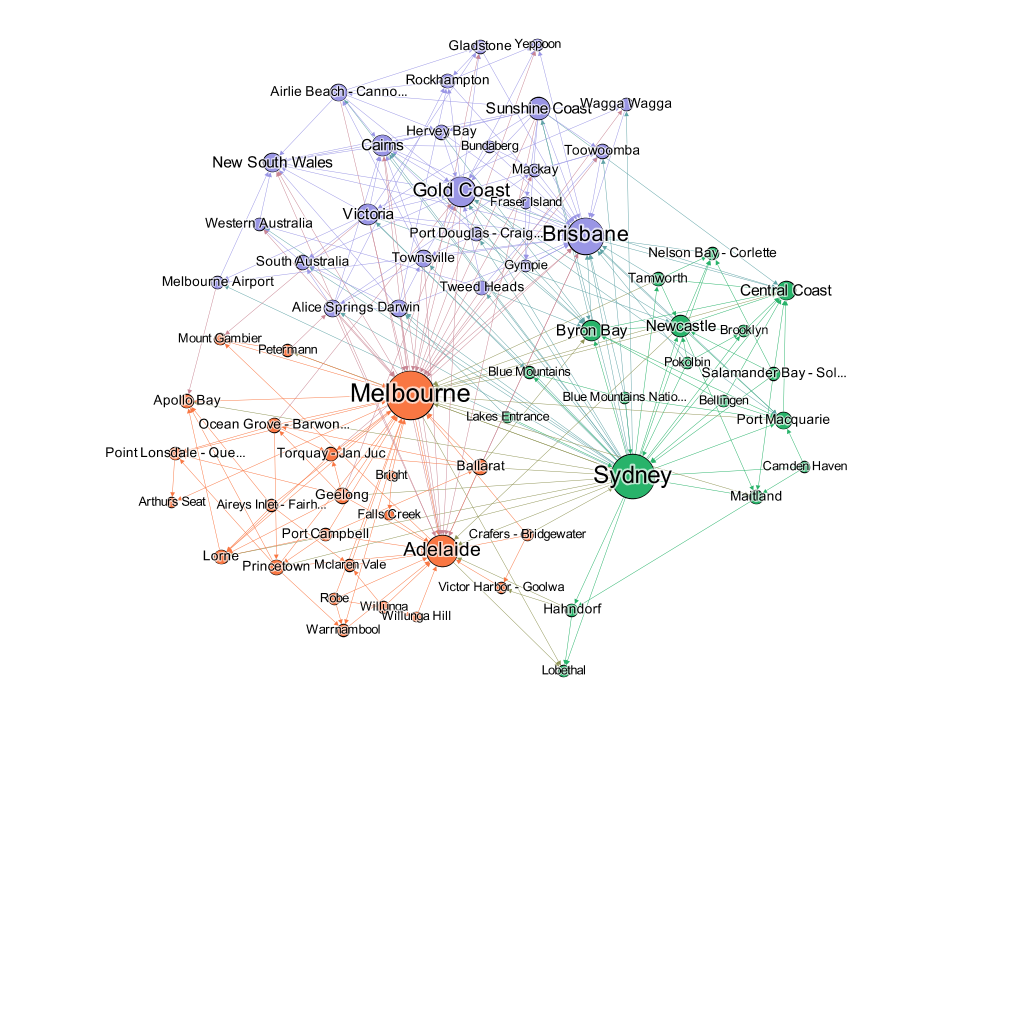 Gladstone
Yeppoon
Rockhampton
Airlie Beach - Canno...
Sunshine Coast
Wagga Wagga
Hervey Bay
Cairns
Bundaberg
Toowoomba
New South Wales
Mackay
Gold Coast
Fraser Island
Victoria
Western Australia
Port Douglas - Craig...
Brisbane
Nelson Bay - Corlette
South Australia
Townsville
Gympie
Melbourne Airport
Tweed Heads
Tamworth
Central Coast
Alice Springs
Darwin
Byron Bay
Newcastle
Brooklyn
Mount Gambier
Petermann
Pokolbin
Blue Mountains
Salamander Bay - Sol...
Melbourne
Blue Mountains Natio...
Bellingen
Apollo Bay
Lakes Entrance
Port Macquarie
Ocean Grove - Barwon...
Point Lonsdale - Que...
Torquay - Jan Juc
Ballarat
Camden Haven
Bright
Sydney
Arthurs Seat
Aireys Inlet - Fairh...
Geelong
Maitland
Falls Creek
Port Campbell
Crafers - Bridgewater
Lorne
Adelaide
Princetown
Mclaren Vale
Victor Harbor - Goolwa
Robe
Willunga
Willunga Hill
Hahndorf
Warrnambool
Lobethal